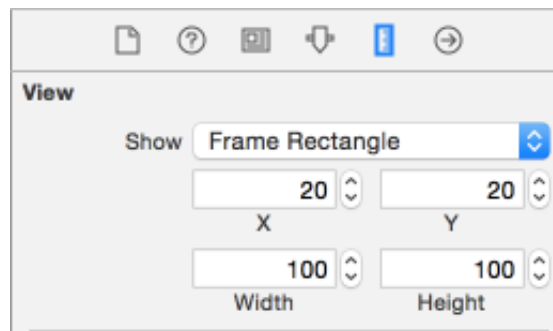 View
Show Frame Rectangle
20 20
X Y
100 100
Width Height